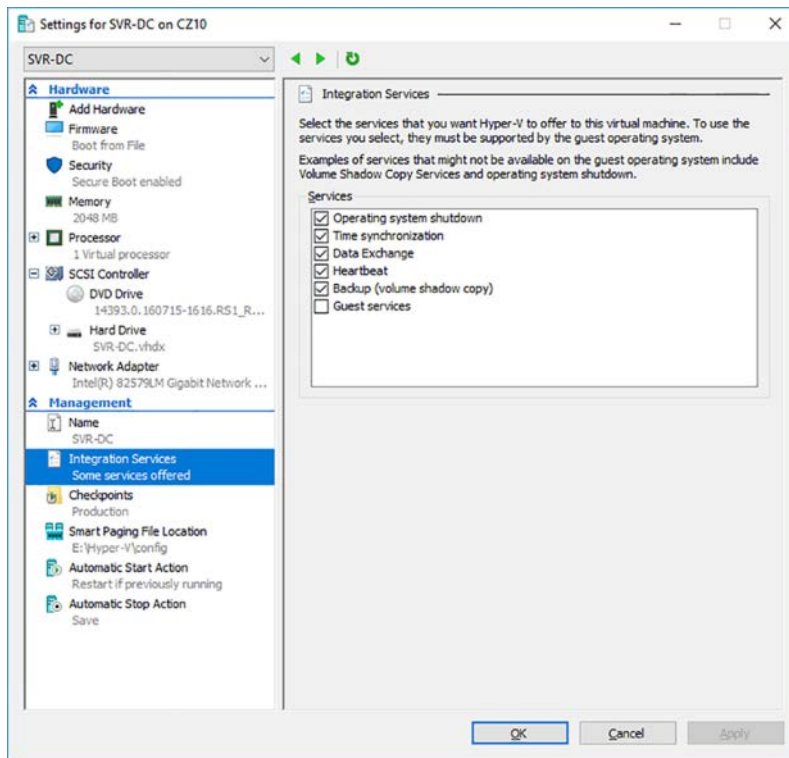 Settings for SVR-DC on CZ10
SVR-DC
Hardware
Add Hardware
Firmware
Boot from File
Security
Secure Boot enabled
Memory
2048 MB
Processor
1 Virtual processor
SCSI Controller
DVD Drive
14393.0.160715-1616.RS1_R...
Hard Drive
SVR-DC.vhdx
Network Adapter
Intel(R) 82579LM Gigabit Network ...
Management
Name
SVR-DC
Integration Services
Some services offered
Checkpoints
Production
Smart Paging File Location
E:\Hyper-V\config
Automatic Start Action
Restart if previously running
Automatic Stop Action
Save
Integration Services
Select the services that you want Hyper-V to offer to this virtual machine. To use the
services you select, they must be supported by the guest operating system.
Examples of services that might not be available on the guest operating system include
Volume Shadow Copy Services and operating system shutdown.
Services
Operating system shutdown
Time synchronization
Data Exchange
Heartbeat
Backup (volume shadow copy)
Guest services
OK
Cancel
Apply